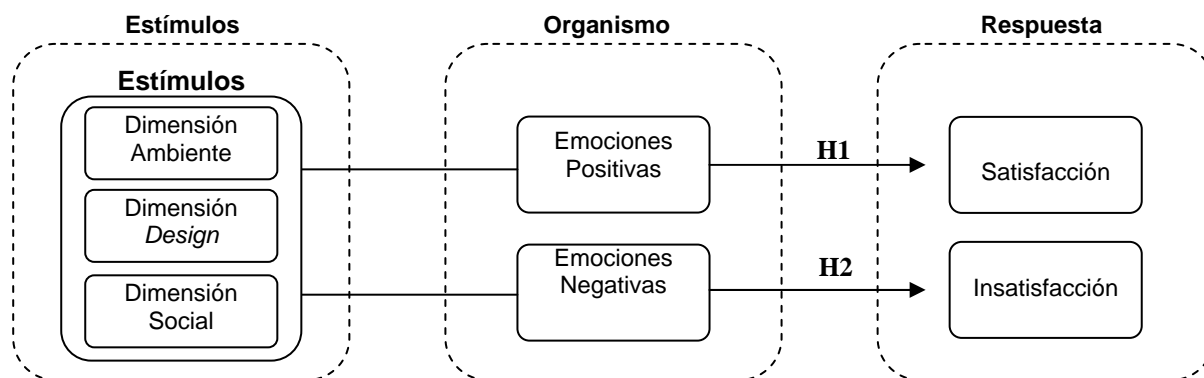 Estímulos
Organismo
Respuesta
Estímulos
Dimensión
Ambiente
Dimensión
Design
Dimensión
Social
Emociones
Positivas
Emociones
Negativas
H1
H2
Satisfacción
Insatisfacción